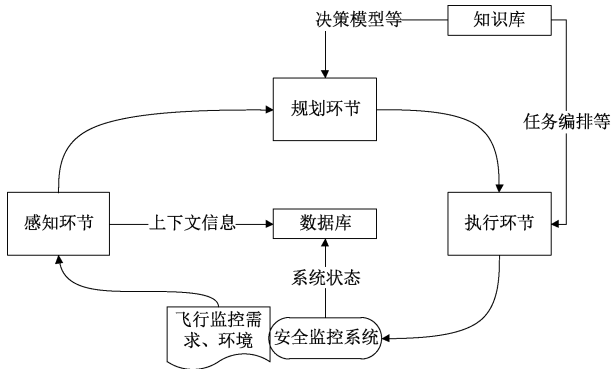 决策模型等
知识库
规划环节
任务编排等
感知环节
上下文信息
数据库
执行环节
系统状态
飞行监控需
求、环境
安全监控系统